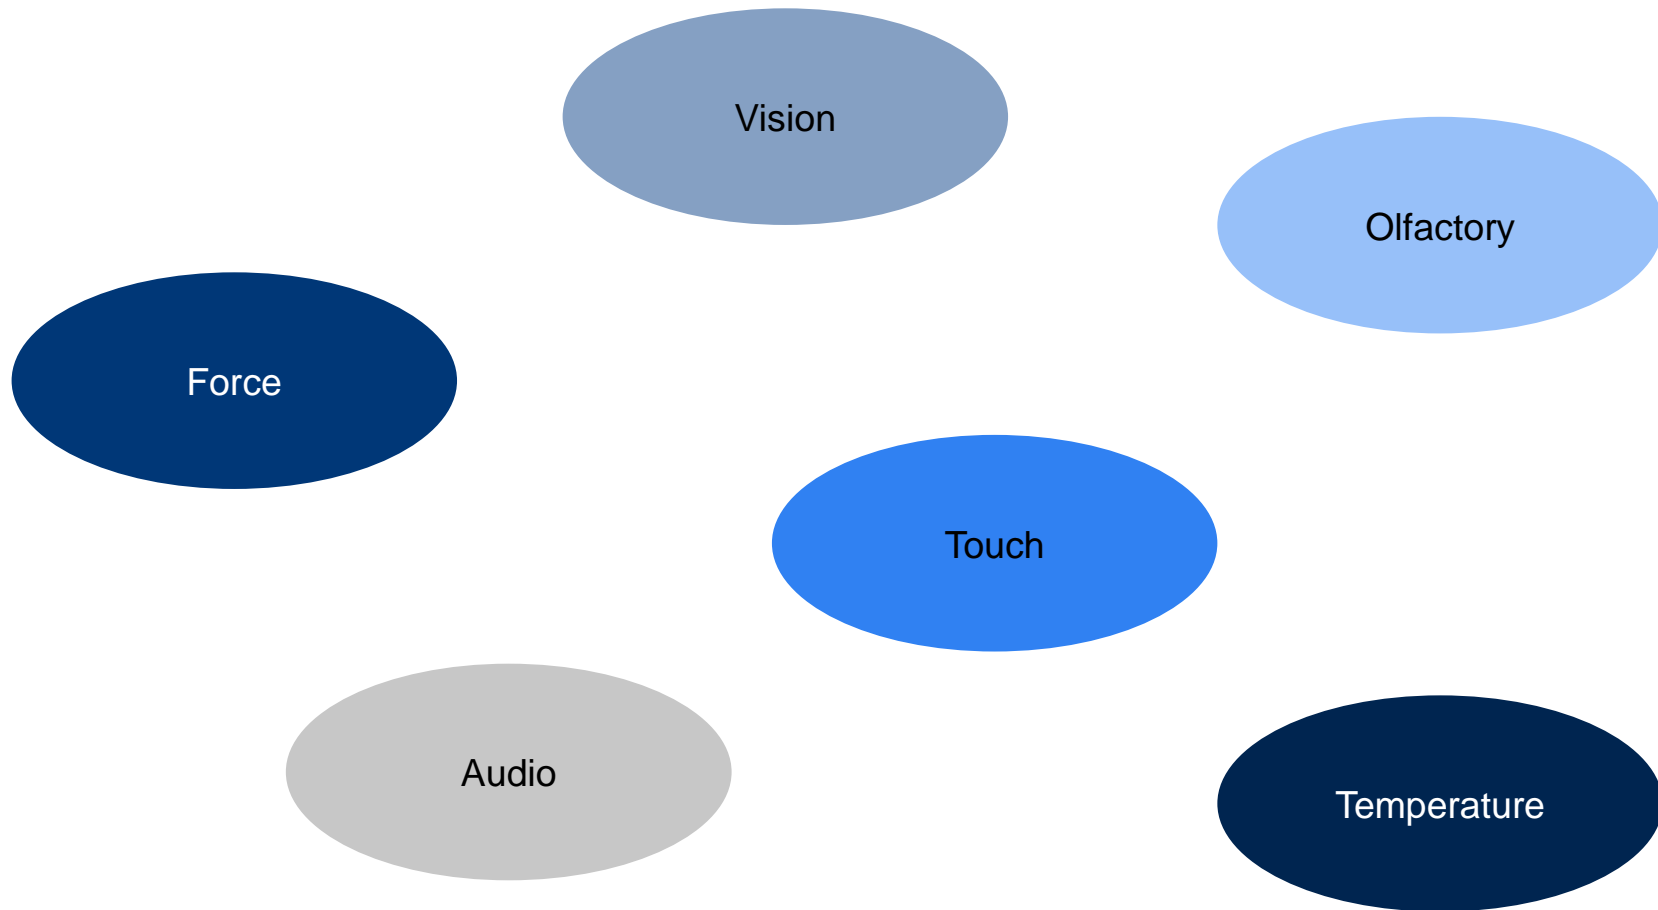 Vision
Olfactory
Force
Touch
Audio
Temperature